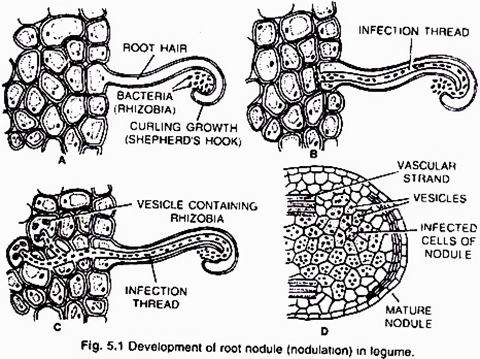 ROOT HAIR
BACTERIA
(RHIZOBIA)
CURLING GROWTH
(SHEPHERD'S HOOK)
A
INFECTION THREAD
B
VESICLE CONTAINING
RHIZOBIA
INFECTION
THREAD
C
VASCULAR
STRAND
VESICLES
INFECTED
CELLS OF
NODULE
MATURE
NODULE
D
Fig. 5.1 Development of root nodule (nodulation) in legume.